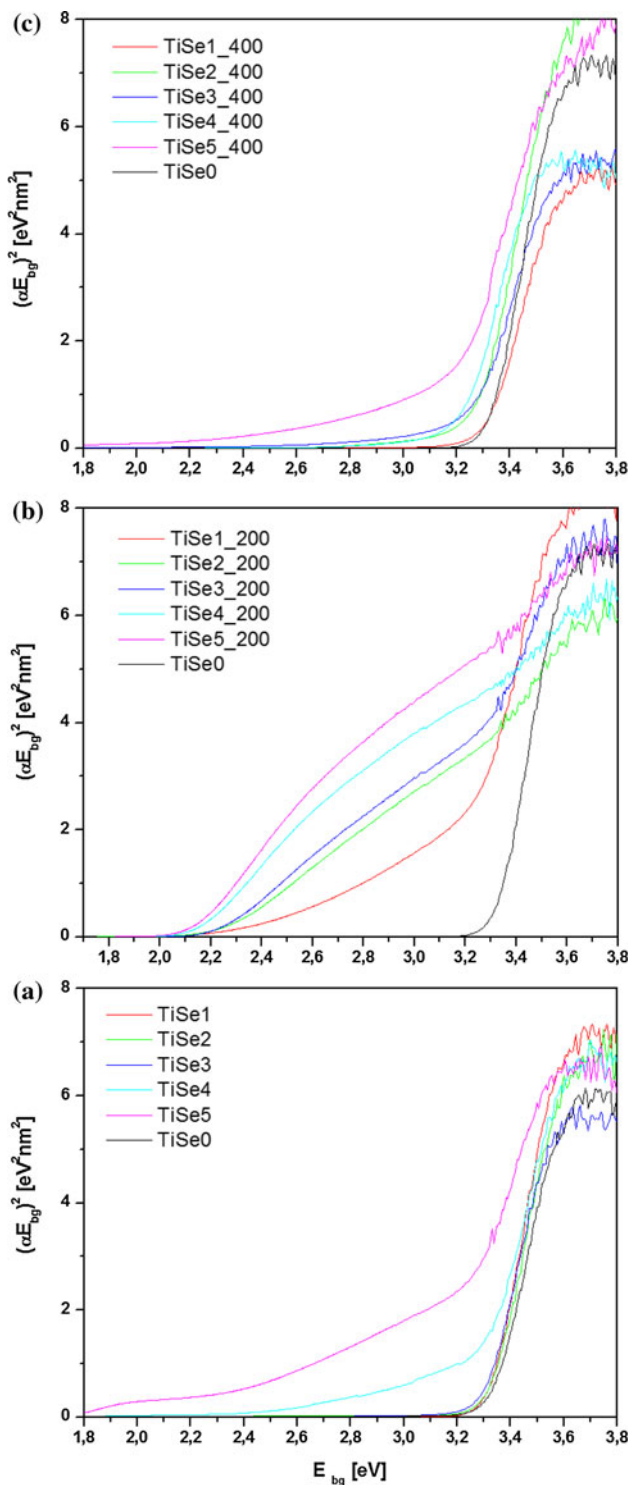 (c)
8
6
4
2
0
(αE_bg)² [eV²nm²]
TiSe1_400
TiSe2_400
TiSe3_400
TiSe4_400
TiSe5_400
TiSe0
1,8 2,0 2,2 2,4 2,6 2,8 3,0 3,2 3,4 3,6 3,8
(b)
8
6
4
2
0
(αE_bg)² [eV²nm²]
TiSe1_200
TiSe2_200
TiSe3_200
TiSe4_200
TiSe5_200
TiSe0
1,8 2,0 2,2 2,4 2,6 2,8 3,0 3,2 3,4 3,6 3,8
(a)
8
6
4
2
0
(αE_bg)² [eV²nm²]
TiSe1
TiSe2
TiSe3
TiSe4
TiSe5
TiSe0
1,8 2,0 2,2 2,4 2,6 2,8 3,0 3,2 3,4 3,6 3,8
E_bg [eV]